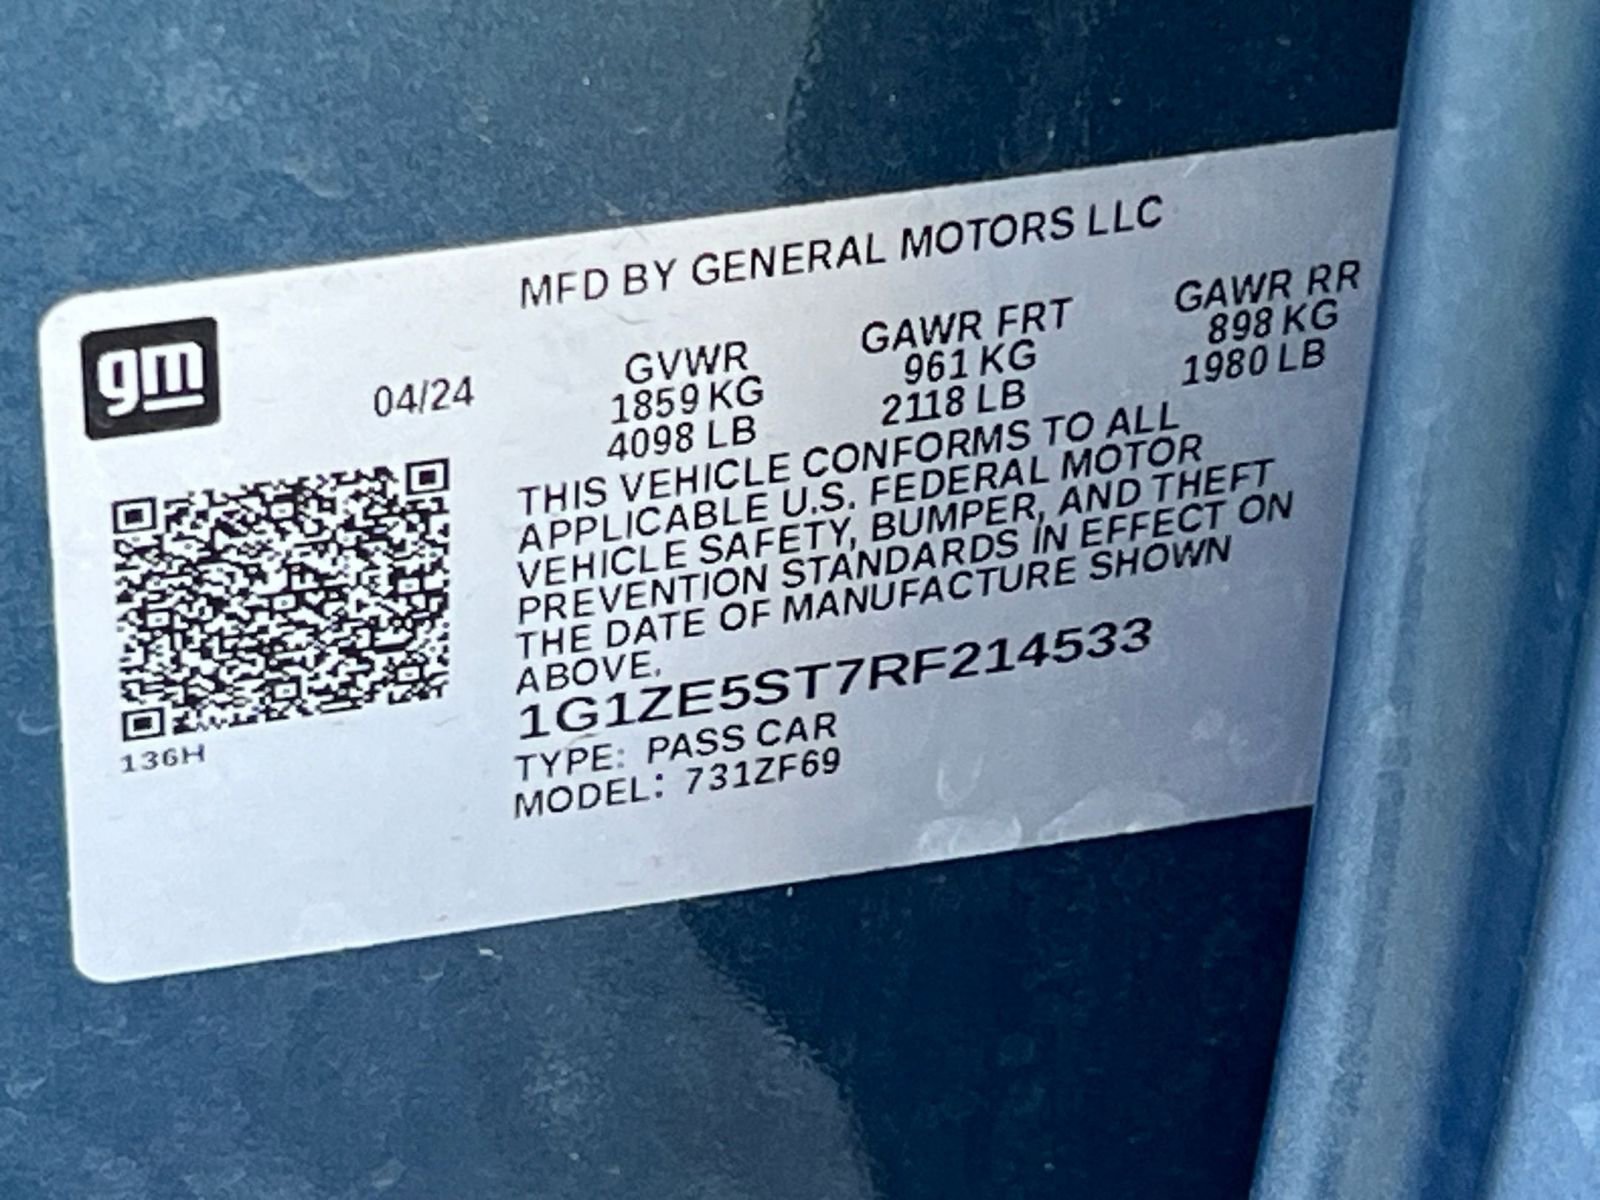 MFD BY GENERAL MOTORS LLC
gm
04/24
GVWR GAWR FRT GAWR RR
1859 KG 961 KG 898 KG
4098 LB 2118 LB 1980 LB
THIS VEHICLE CONFORMS TO ALL
APPLICABLE U.S. FEDERAL MOTOR
VEHICLE SAFETY, BUMPER, AND THEFT
PREVENTION STANDARDS IN EFFECT ON
THE DATE OF MANUFACTURE SHOWN
ABOVE.
1G1ZE5ST7RF214533
TYPE: PASS CAR
MODEL: 731ZF69
136H